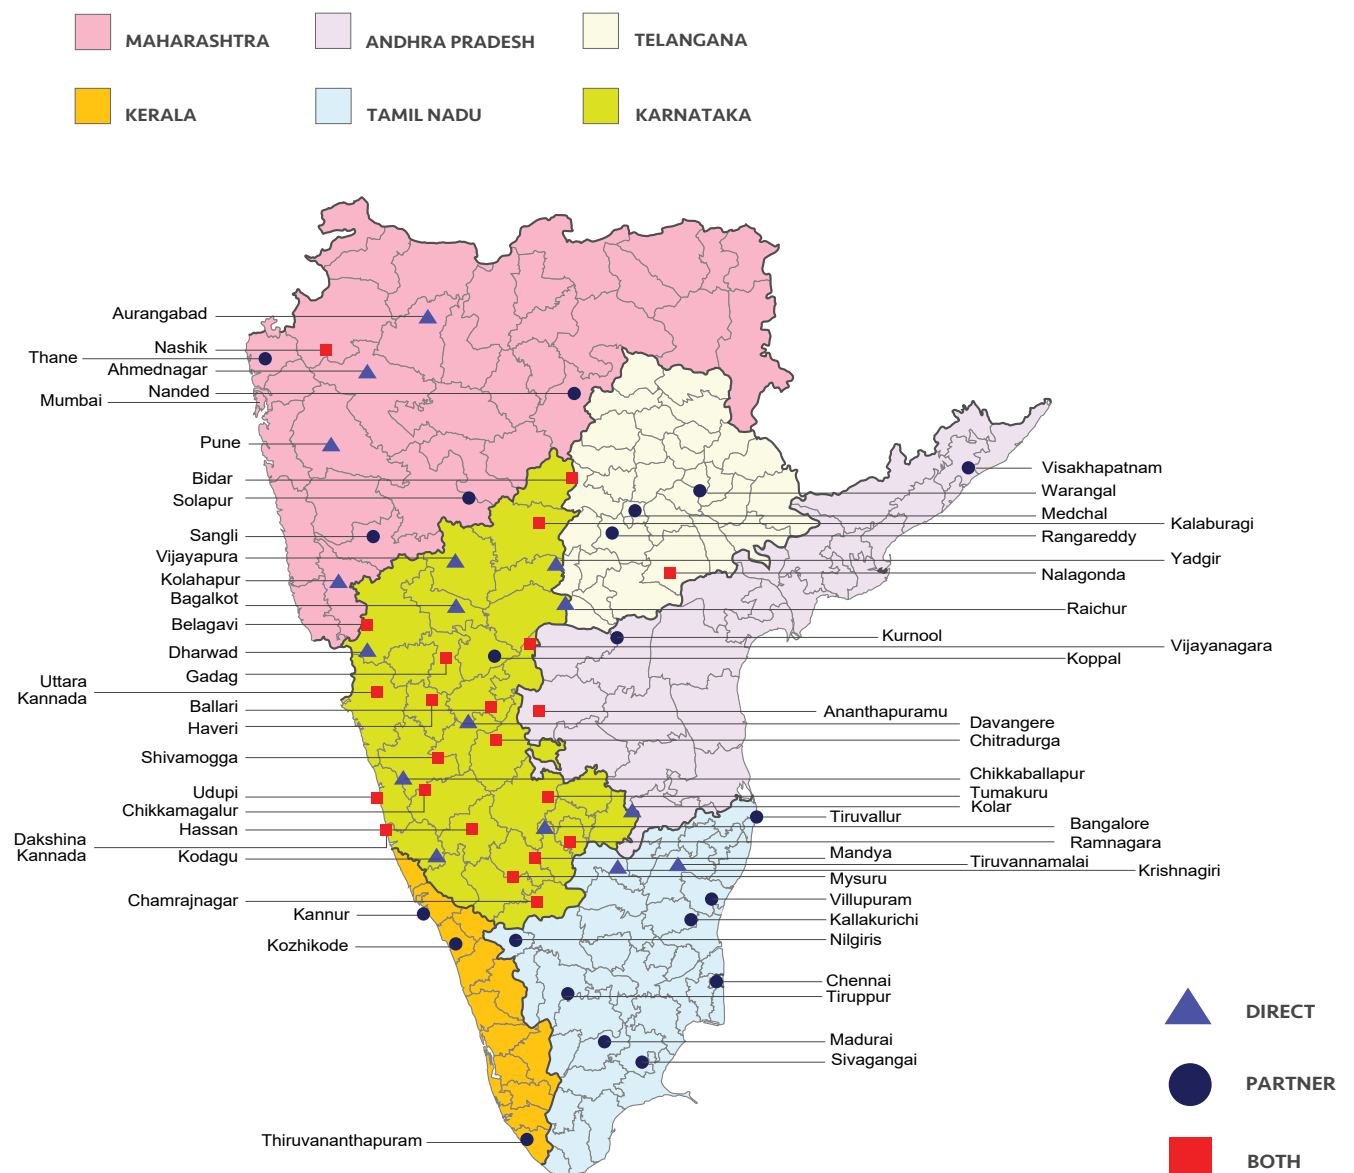 MAHARASHTRA
ANDHRA PRADESH
TELANGANA
KERALA
TAMIL NADU
KARNATAKA
Aurangabad
Nashik
Thane
Ahmednagar
Nanded
Mumbai
Pune
Bidar
Solapur
Sangli
Vijayapura
Kolahapur
Bagalkot
Belagavi
Dharwad
Gadag
Uttara
Kannada
Ballari
Haveri
Shivamogga
Udupi
Chikkamagalur
Hassan
Dakshina
Kannada
Kodagu
Chamrajnagar
Kannur
Kozhikode
Thiruvananthapuram
Visakhapatnam
Warangal
Medchal
Kalaburagi
Rangareddy
Yadgir
Nalagonda
Raichur
Kurnool
Vijayanagara
Koppal
Ananthapuramu
Davangere
Chitradurga
Chikkaballapur
Tumakuru
Kolar
Tiruvallur
Bangalore
Ramnagara
Mandya
Tiruvannamalai
Krishnagiri
Mysuru
Villupuram
Kallakurichi
Nilgiris
Chennai
Tiruppur
Madurai
Sivagangai
DIRECT
PARTNER
BOTH